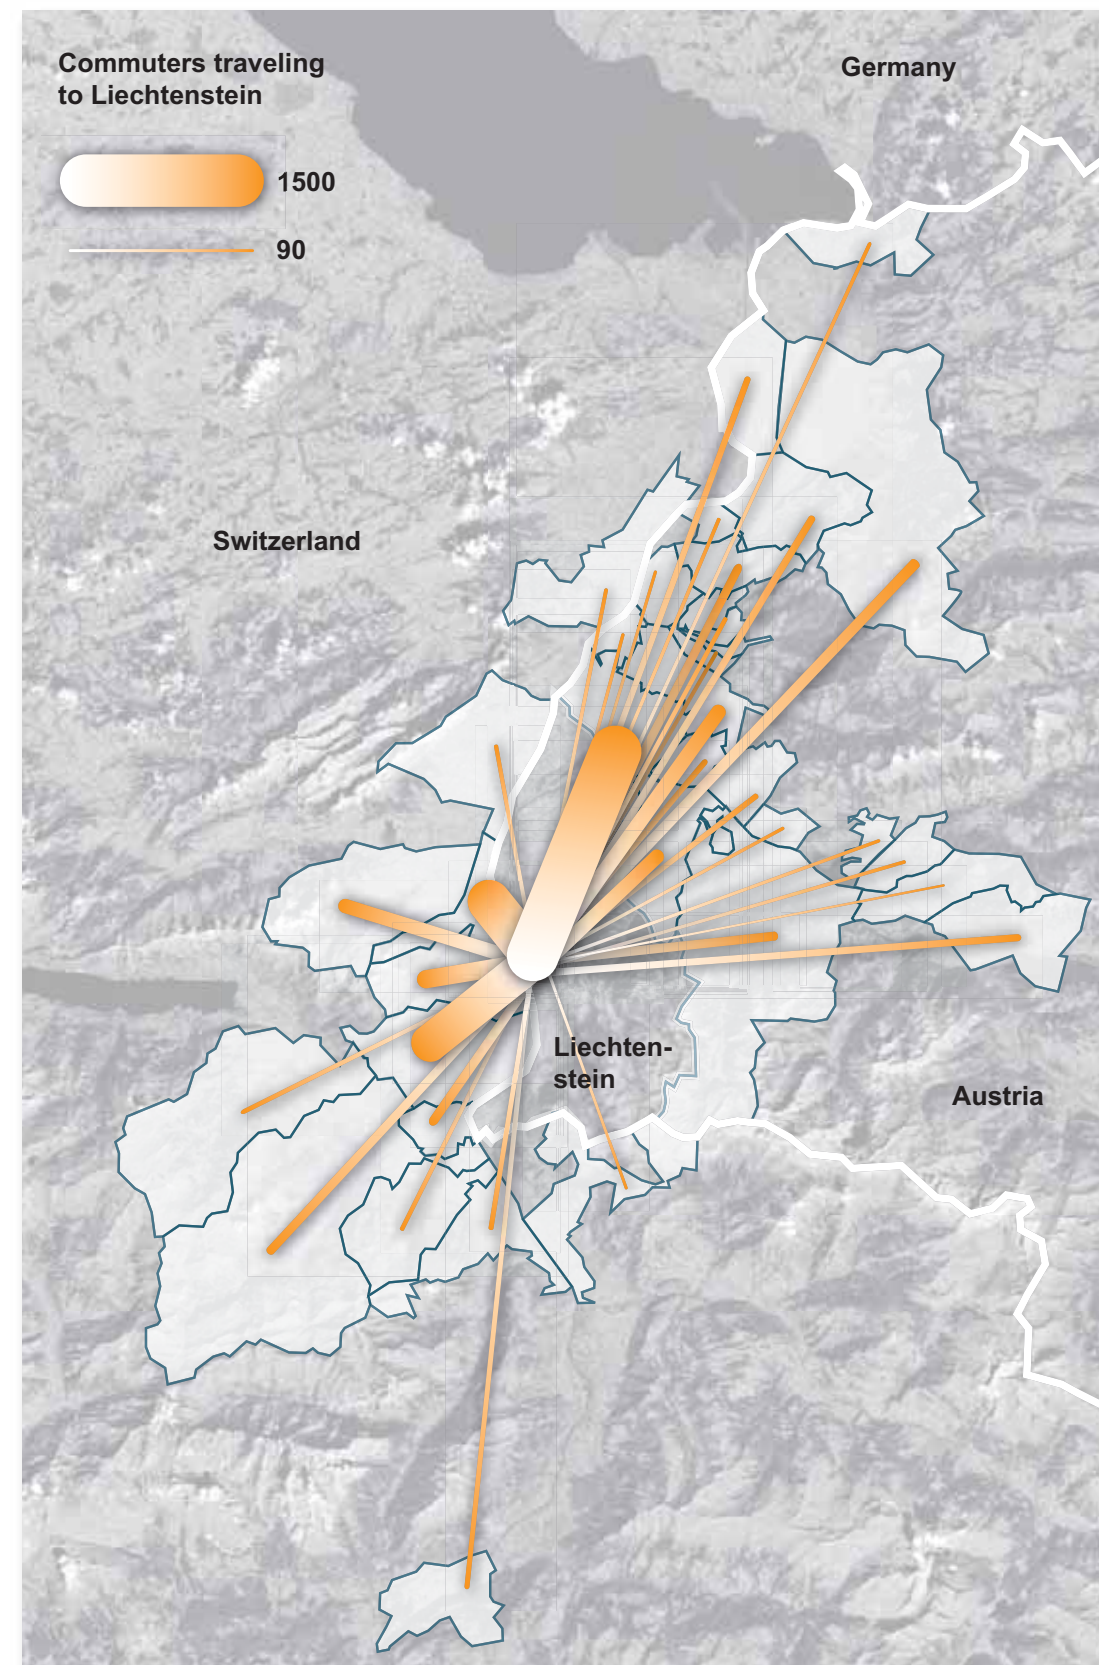 Commuters traveling
to Liechtenstein
1500
90
Germany
Switzerland
Liechten-
stein
Austria